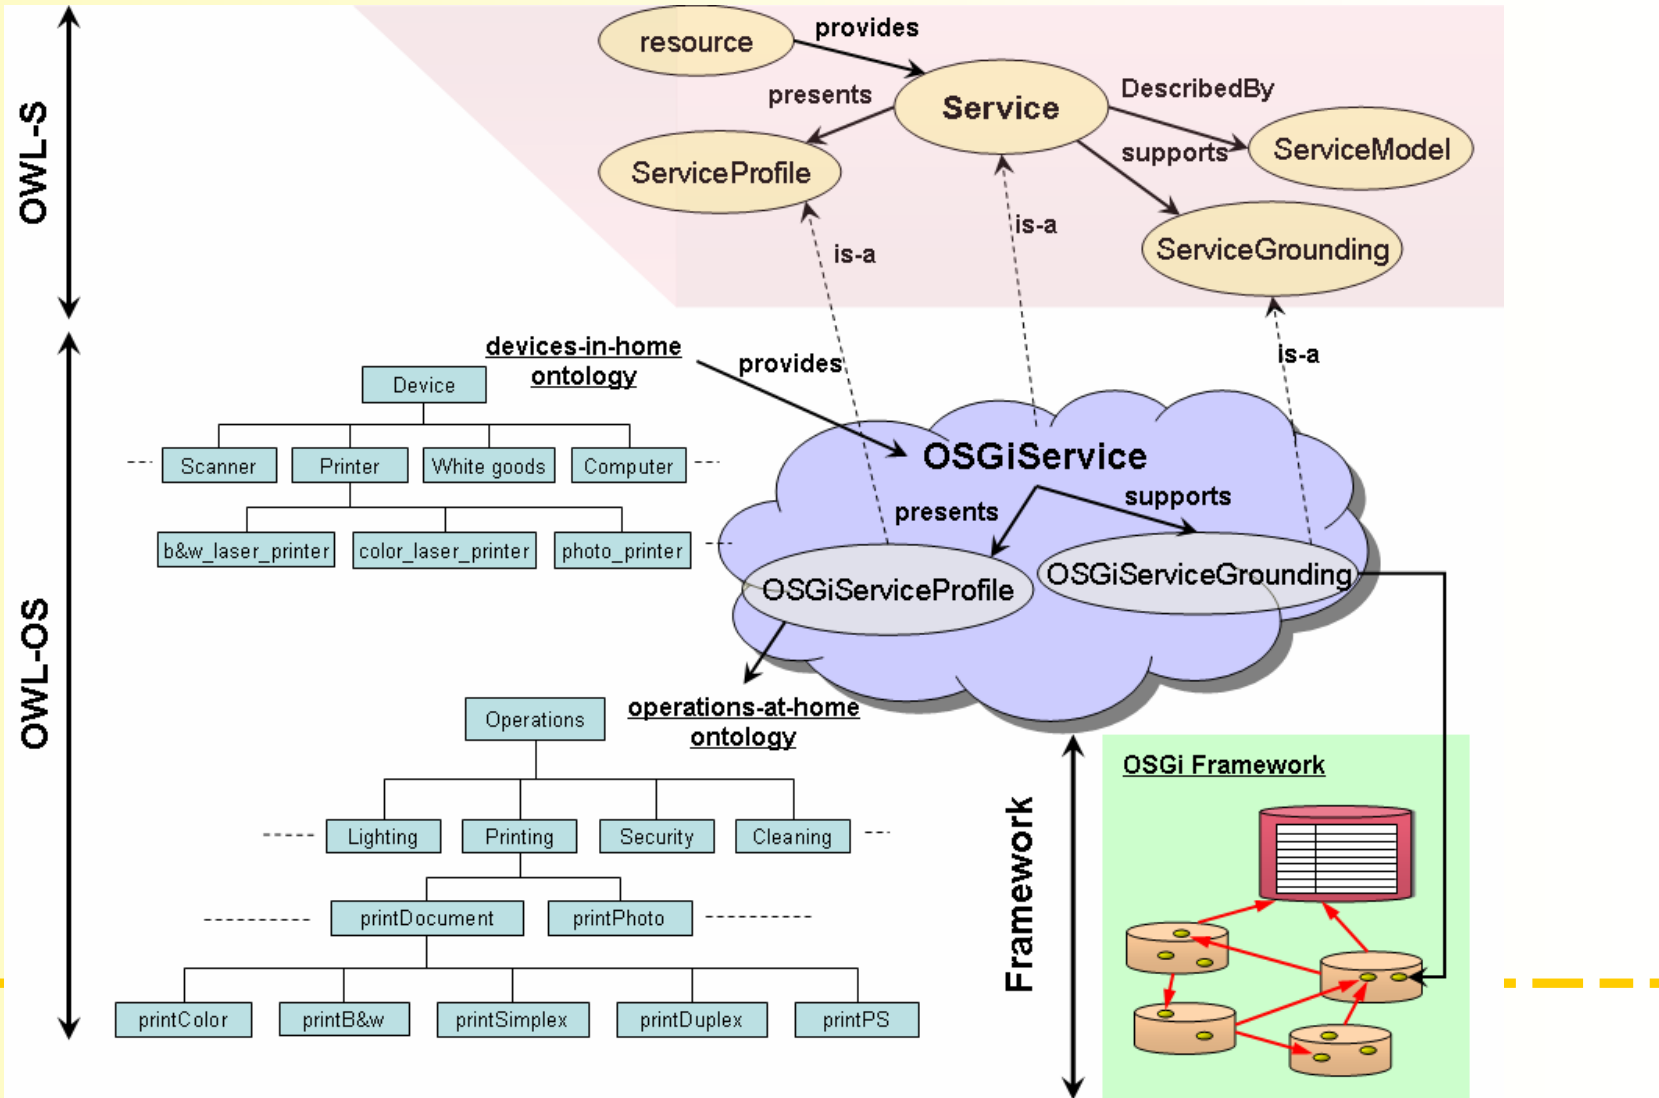 OWL-S
resource
provides
Service
presents
DescribedBy
ServiceProfile
supports
ServiceModel
is-a
is-a
ServiceGrounding
is-a
OWL-OS
devices-in-home
ontology
provides
Device
Scanner
Printer
White goods
Computer
b&w_laser_printer
color_laser_printer
photo_printer
OSGiService
presents
supports
OSGiServiceProfile
OSGiServiceGrounding
operations-at-home
ontology
Operations
Lighting
Printing
Security
Cleaning
printDocument
printPhoto
printColor
printB&w
printSimplex
printDuplex
printPS
Framework
OSGi Framework